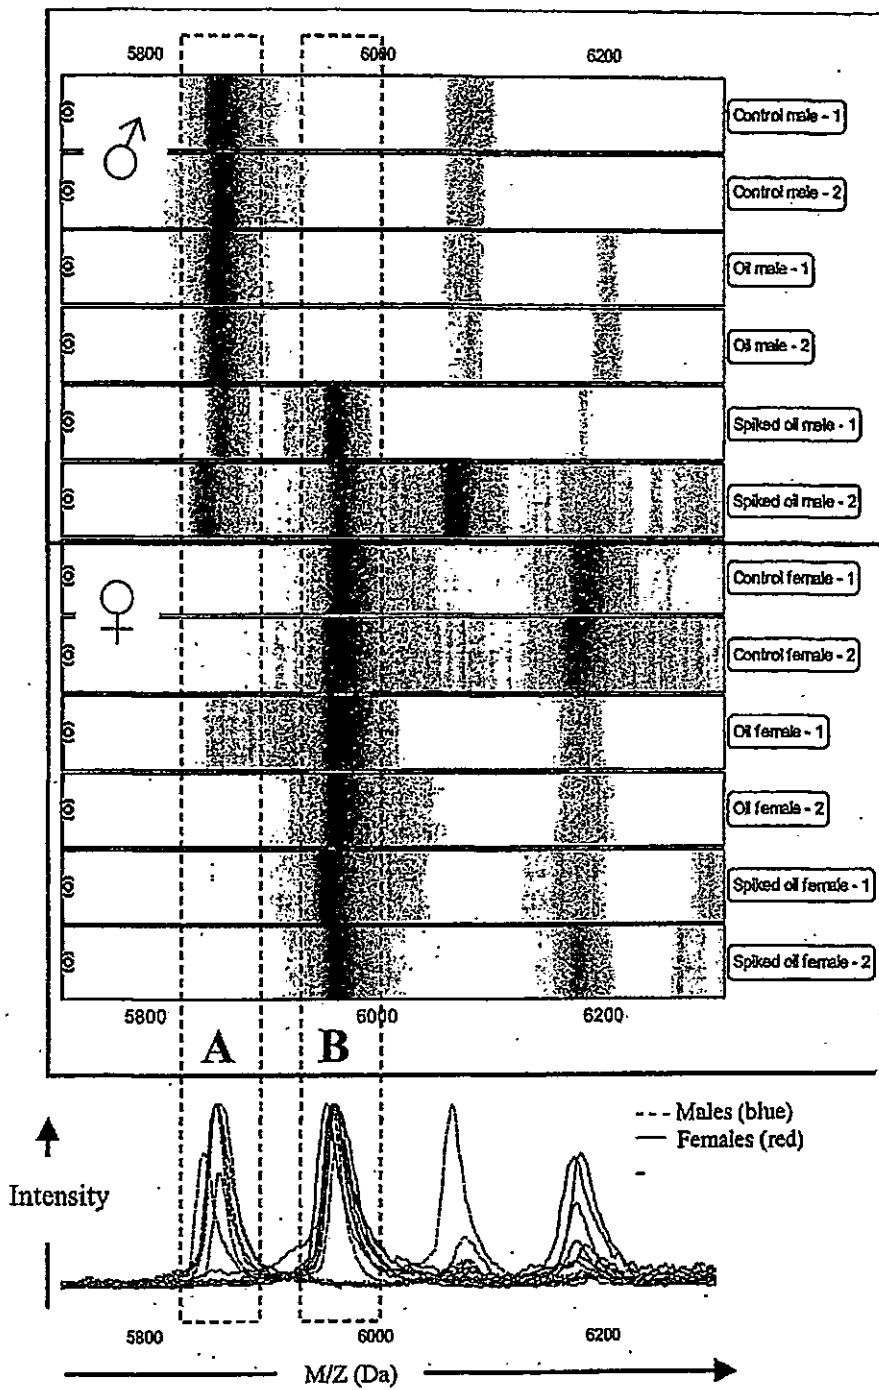 5800 6000 6200
Control male - 1
Control male - 2
Oil male - 1
Oil male - 2
Spiked oil male - 1
Spiked oil male - 2
Control female - 1
Control female - 2
Oil female - 1
Oil female - 2
Spiked oil female - 1
Spiked oil female - 2
5800 6000 6200
A B
--- Males (blue)
— Females (red)
Intensity
5800 6000 6200
M/Z (Da)